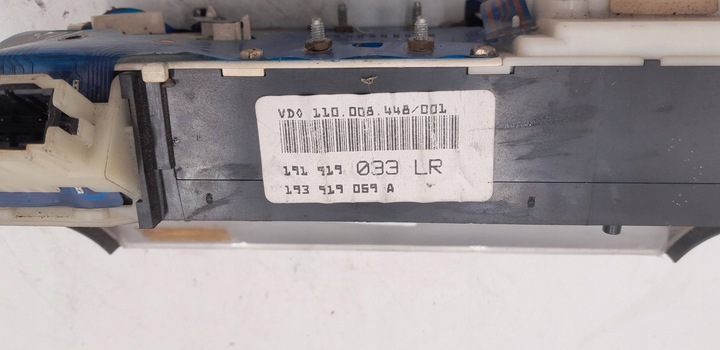 VDO 110.008.448/001
191 919 033 LR
193 919 059 A